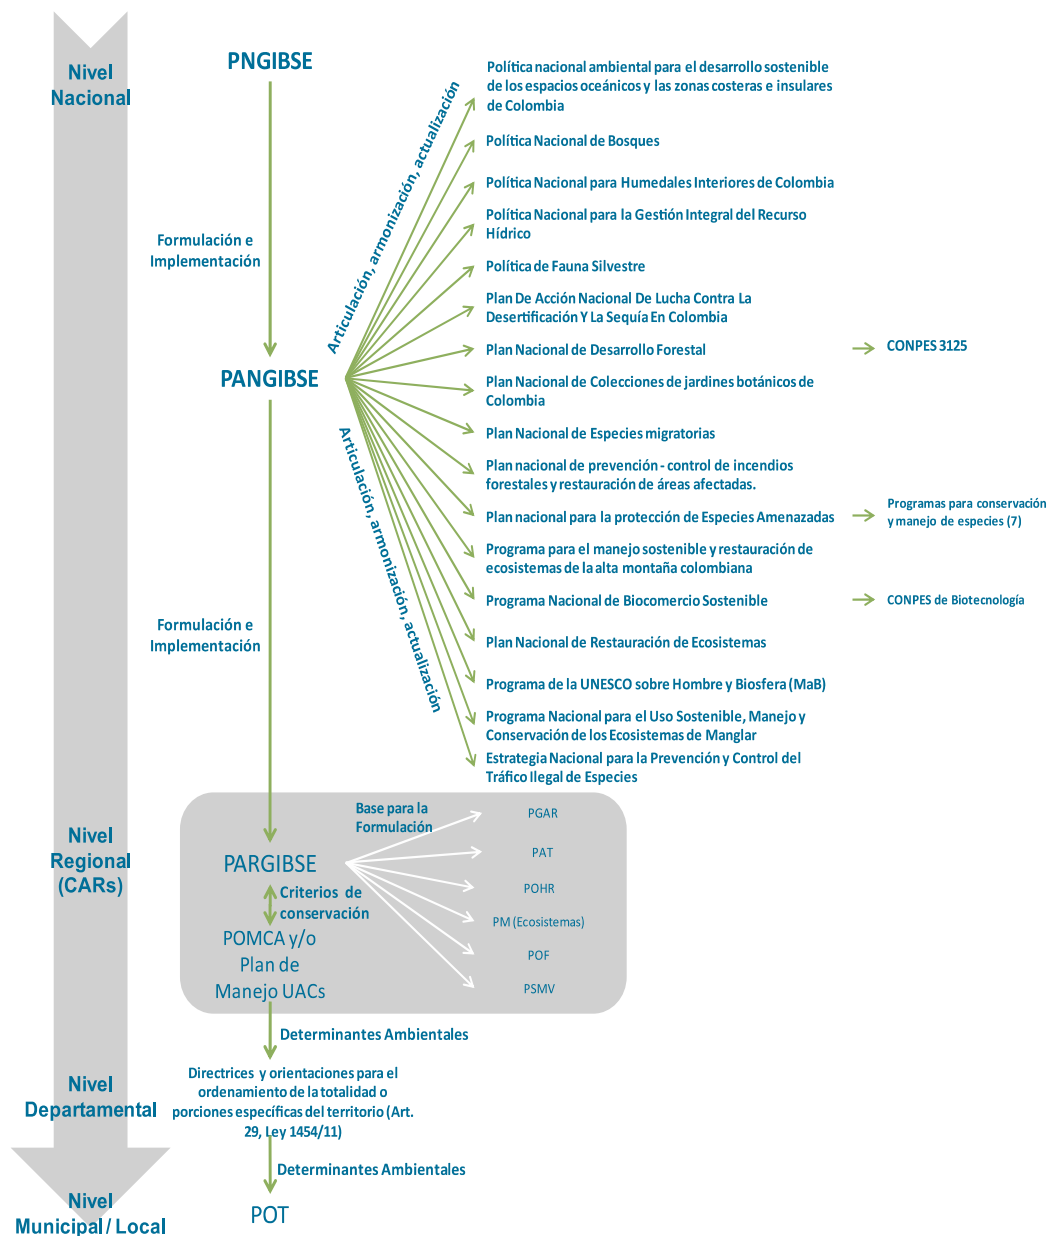 Nivel
Nacional
PNGIBSE
Formulación e
Implementación
PANGIBSE
Articulación, armonización, actualización
Articulación, armonización, actualización
Política nacional ambiental para el desarrollo sostenible
de los espacios oceánicos y las zonas costeras e insulares
de Colombia
Política Nacional de Bosques
Política Nacional para Humedales Interiores de Colombia
Política Nacional para la Gestión Integral del Recurso
Hídrico
Política de Fauna Silvestre
Plan De Acción Nacional De Lucha Contra La
Desertificación Y La Sequía En Colombia
Plan Nacional de Desarrollo Forestal
CONPES 3125
Plan Nacional de Colecciones de jardines botánicos de
Colombia
Plan Nacional de Especies migratorias
Plan nacional de prevención - control de incendios
forestales y restauración de áreas afectadas.
Plan nacional para la protección de Especies Amenazadas
Programas para conservación
y manejo de especies (7)
Programa para el manejo sostenible y restauración de
ecosistemas de la alta montaña colombiana
Programa Nacional de Biocomercio Sostenible
CONPES de Biotecnología
Plan Nacional de Restauración de Ecosistemas
Programa de la UNESCO sobre Hombre y Biosfera (MaB)
Programa Nacional para el Uso Sostenible, Manejo y
Conservación de los Ecosistemas de Manglar
Estrategia Nacional para la Prevención y Control del
Tráfico Ilegal de Especies
Formulación e
Implementación
Nivel
Regional
(CARs)
PARGIBSE
Base para la
Formulación
PGAR
PAT
POHR
PM (Ecosistemas)
POF
PSMV
Criterios de
conservación
POMCA y/o
Plan de
Manejo UACs
Determinantes Ambientales
Nivel
Departamental
Directrices y orientaciones para el
ordenamiento de la totalidad o
porciones específicas del territorio (Art.
29, Ley 1454/11)
Determinantes Ambientales
Nivel
Municipal / Local
POT